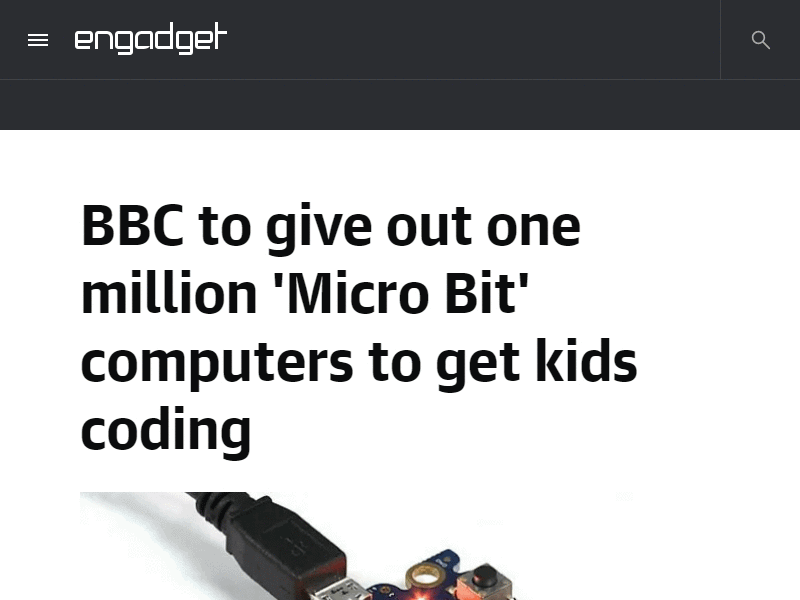 engadget
BBC to give out one
million 'Micro Bit'
computers to get kids
coding